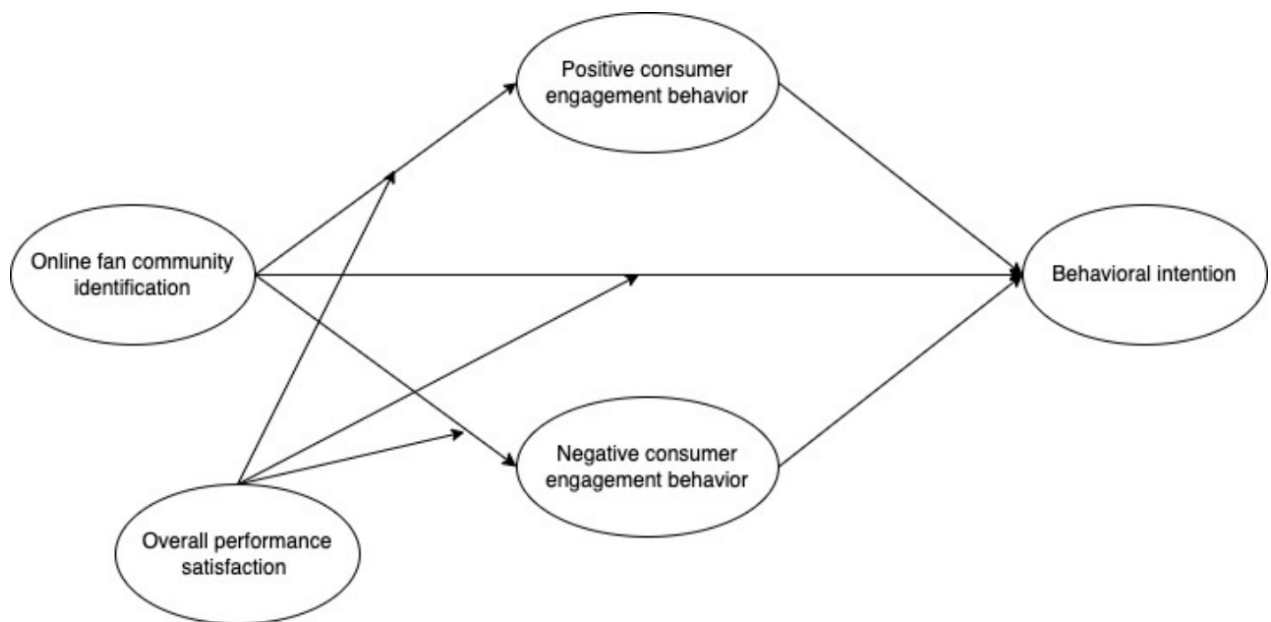 Positive consumer
engagement behavior
Online fan community
identification
Behavioral intention
Negative consumer
engagement behavior
Overall performance
satisfaction